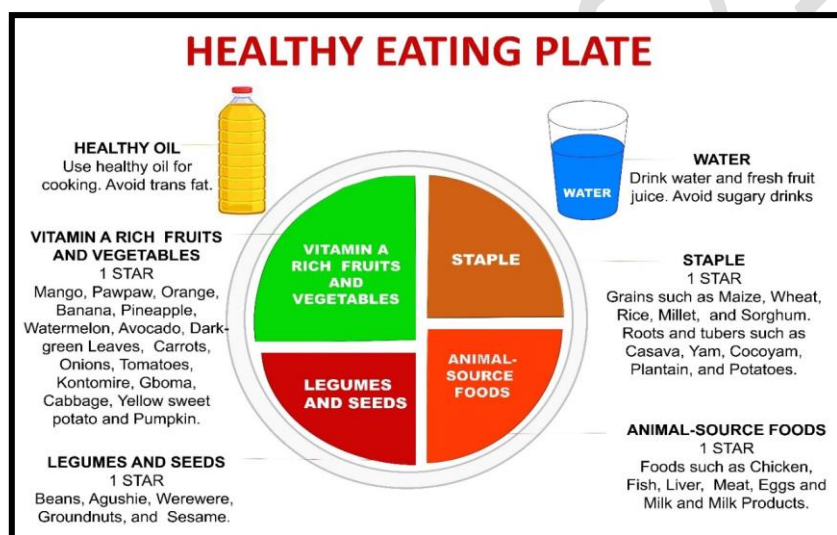 HEALTHY EATING PLATE
HEALTHY OIL
Use healthy oil for
cooking. Avoid trans fat.
WATER
WATER
Drink water and fresh fruit
juice. Avoid sugary drinks
VITAMIN A RICH FRUITS
AND VEGETABLES
1 STAR
Mango, Pawpaw, Orange,
Banana, Pineapple,
Watermelon, Avocado, Dark-
green Leaves, Carrots,
Onions, Tomatoes,
Kontomire, Gboma,
Cabbage, Yellow sweet
potato and Pumpkin.
VITAMIN A
RICH FRUITS
AND
VEGETABLES
STAPLE
STAPLE
1 STAR
Grains such as Maize, Wheat,
Rice, Millet, and Sorghum.
Roots and tubers such as
Casava, Yam, Cocoyam,
Plantain, and Potatoes.
LEGUMES
AND SEEDS
ANIMAL-
SOURCE
FOODS
LEGUMES AND SEEDS
1 STAR
Beans, Agushie, Werewere,
Groundnuts, and Sesame.
ANIMAL-SOURCE FOODS
1 STAR
Foods such as Chicken,
Fish, Liver, Meat, Eggs and
Milk and Milk Products.